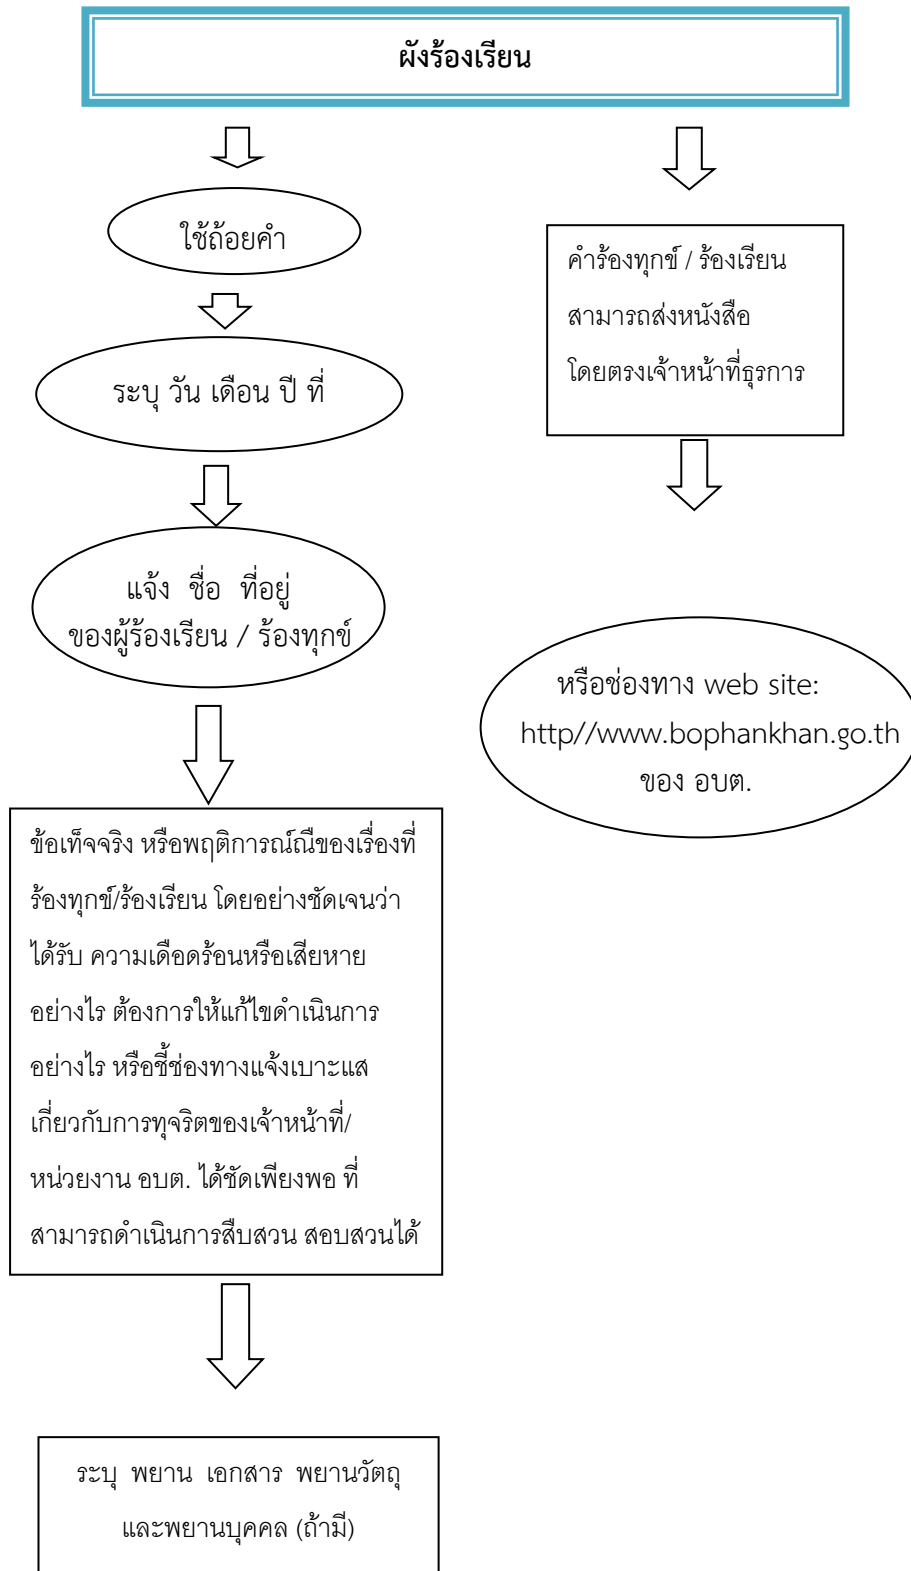 ผังร้องเรียน
ใช้ถ้อยคำ
ระบุ วัน เดือน ปี ที่
แจ้ง ชื่อ ที่อยู่
ของผู้ร้องเรียน / ร้องทุกข์
ข้อเท็จจริง หรือพฤติการณ์ณีของเรื่องที่
ร้องทุกข์/ร้องเรียน โดยอย่างชัดเจนว่า
ได้รับ ความเดือดร้อนหรือเสียหาย
อย่างไร ต้องการให้แก้ไขดำเนินการ
อย่างไร หรือชี้ช่องทางแจ้งเบาะแส
เกี่ยวกับการทุจริตของเจ้าหน้าที่/
หน่วยงาน อบต. ได้ชัดเพียงพอ ที่
สามารถดำเนินการสืบสวน สอบสวนได้
ระบุ พยาน เอกสาร พยานวัตถุ
และพยานบุคคล (ถ้ามี)
คำร้องทุกข์ / ร้องเรียน
สามารถส่งหนังสือ
โดยตรงเจ้าหน้าที่ธุรการ
หรือช่องทาง web site:
http//www.bophankhan.go.th
ของ อบต.